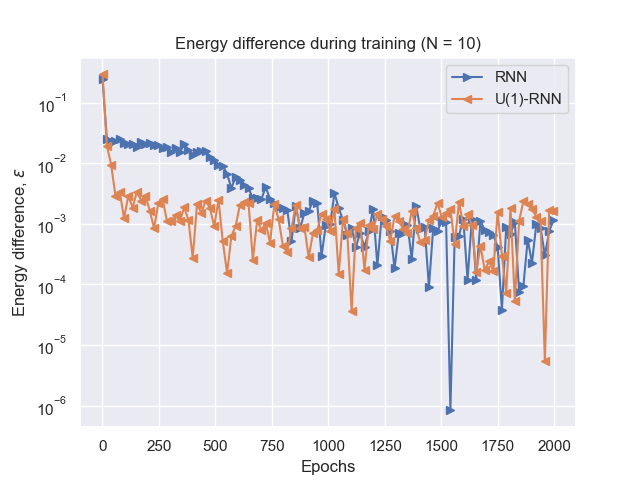 Energy difference during training (N = 10)
RNN
U(1)-RNN
Energy difference, ε
10⁻¹
10⁻²
10⁻³
10⁻⁴
10⁻⁵
10⁻⁶
0 250 500 750 1000 1250 1500 1750 2000
Epochs